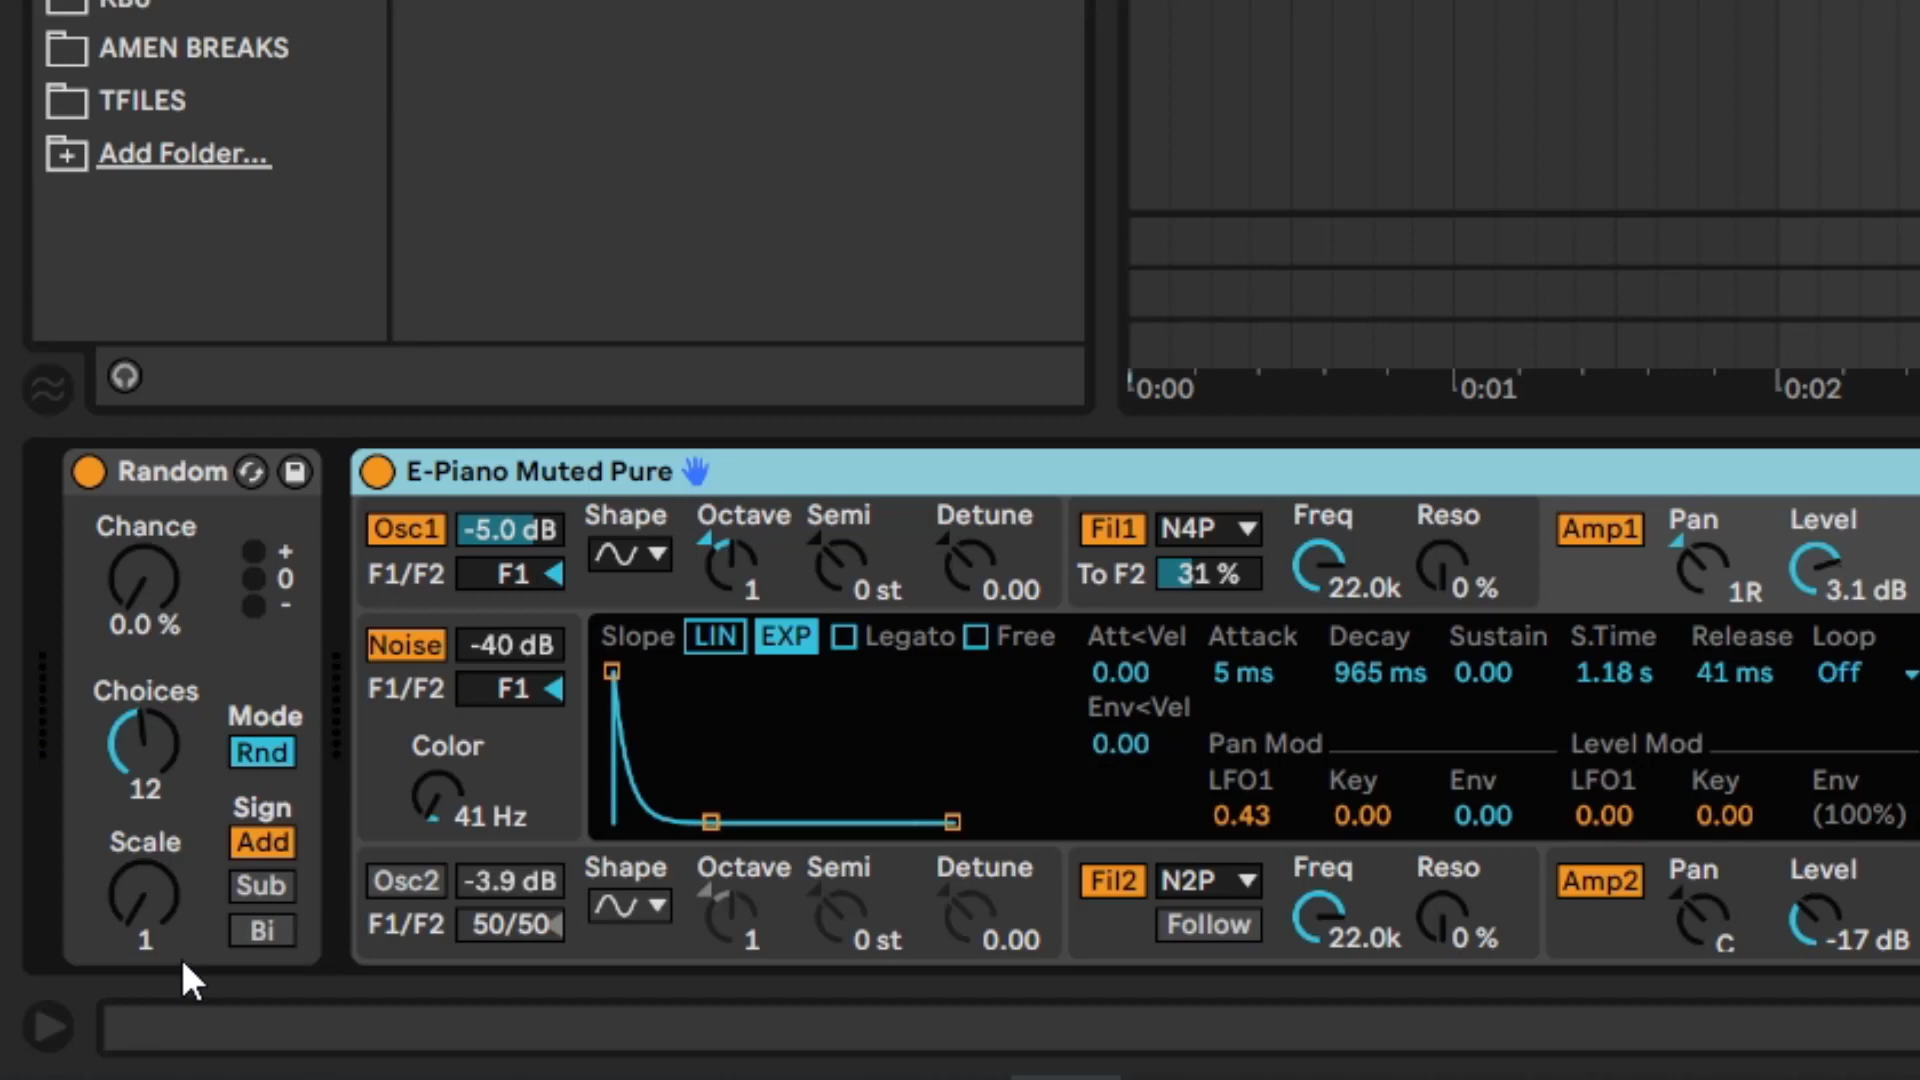 AMEN BREAKS
TFILES
Add Folder...
0:00 0:01 0:02
Random E-Piano Muted Pure
Chance
0.0 %
+
0
-
Choices
12
Mode
Rnd
Sign
Add
Sub
Bi
Scale
1
Osc1 -5.0 dB Shape Octave Semi Detune
F1/F2 F1 1 0 st 0.00
Fil1 N4P Freq Reso
To F2 31 % 22.0k 0 %
Amp1 Pan Level
1R 3.1 dB
Noise -40 dB
F1/F2 F1
Color
41 Hz
Slope LIN EXP Legato Free
Att<Vel Attack Decay Sustain S.Time Release Loop
0.00 5 ms 965 ms 0.00 1.18 s 41 ms Off
Env<Vel
0.00 Pan Mod Level Mod
LFO1 Key Env LFO1 Key Env
0.43 0.00 0.00 0.00 0.00 (100%)
Osc2 -3.9 dB Shape Octave Semi Detune
F1/F2 50/50 1 0 st 0.00
Fil2 N2P Freq Reso
Follow 22.0k 0 %
Amp2 Pan Level
C -17 dB